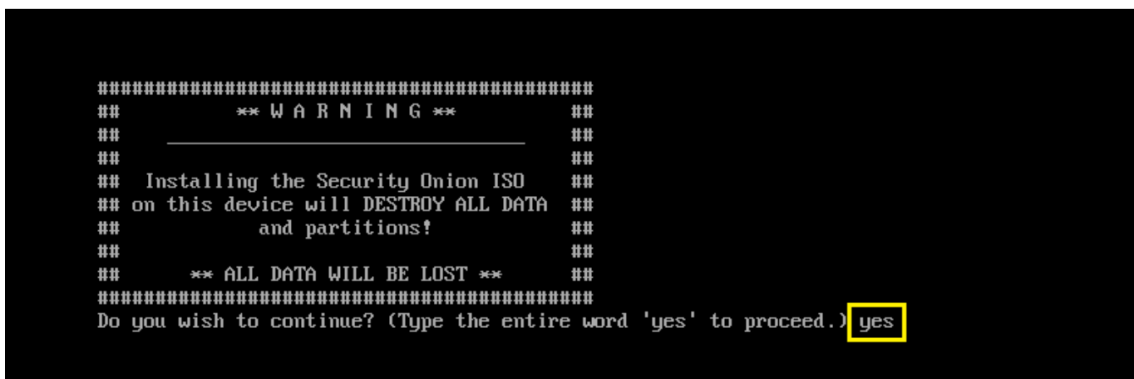 ###########################################
## ** W A R N I N G ** ##
## _______________________________ ##
## ##
## Installing the Security Onion ISO ##
## on this device will DESTROY ALL DATA ##
## and partitions! ##
## ##
## ** ALL DATA WILL BE LOST ** ##
###########################################
Do you wish to continue? (Type the entire word 'yes' to proceed.) yes